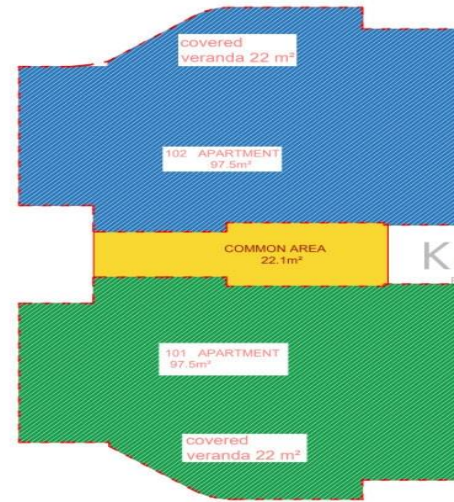 covered
veranda 22 m²
102 APARTMENT
97.5m²
COMMON AREA
22.1m²
K
101 APARTMENT
97.5m²
covered
veranda 22 m²